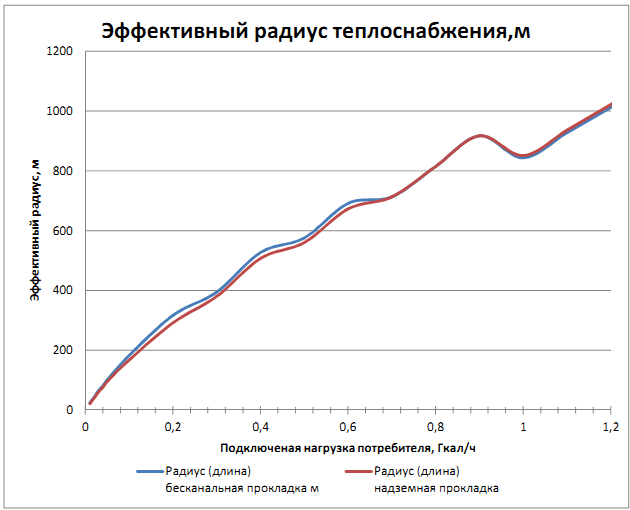 Эффективный радиус теплоснабжения,м
Эффективный радиус, м
1200
1000
800
600
400
200
0
0
0,2
0,4
0,6
0,8
1
1,2
Подключеная нагрузка потребителя, Гкал/ч
Радиус (длина)
бесканальная прокладка м
Радиус (длина)
надземная прокладка